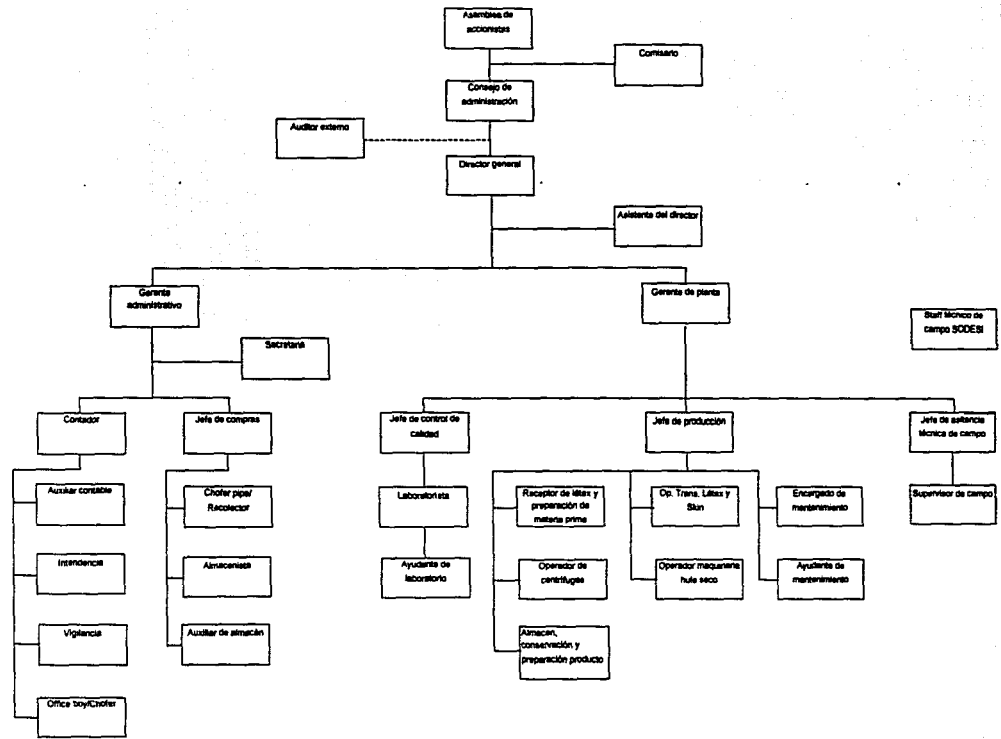 Asamblea de
accionistas
Comisario
Consejo de
administración
Auditor externo
Director general
Asistente del director
Gerente
administrativo
Gerente de planta
Staff técnico de
campo SODESI
Secretaria
Contador
Jefe de compras
Jefe de control de
calidad
Jefe de producción
Jefe de asitancia
técnica de campo
Auxiliar contable
Chofer pipa/
Recolector
Laboratorista
Receptor de látex y
preparación de
materia prima
Op. Trans. Látex y
Skin
Encargado de
mantenimiento
Supervisor de campo
Intendencia
Almacenista
Ayudante de
laboratorio
Operador de
centrifugas
Operador maquinaria
hule seco
Ayudante de
mantenimiento
Vigilancia
Auxiliar de almacén
Almacen,
conservación y
preparación producto
Office boy/Chofer